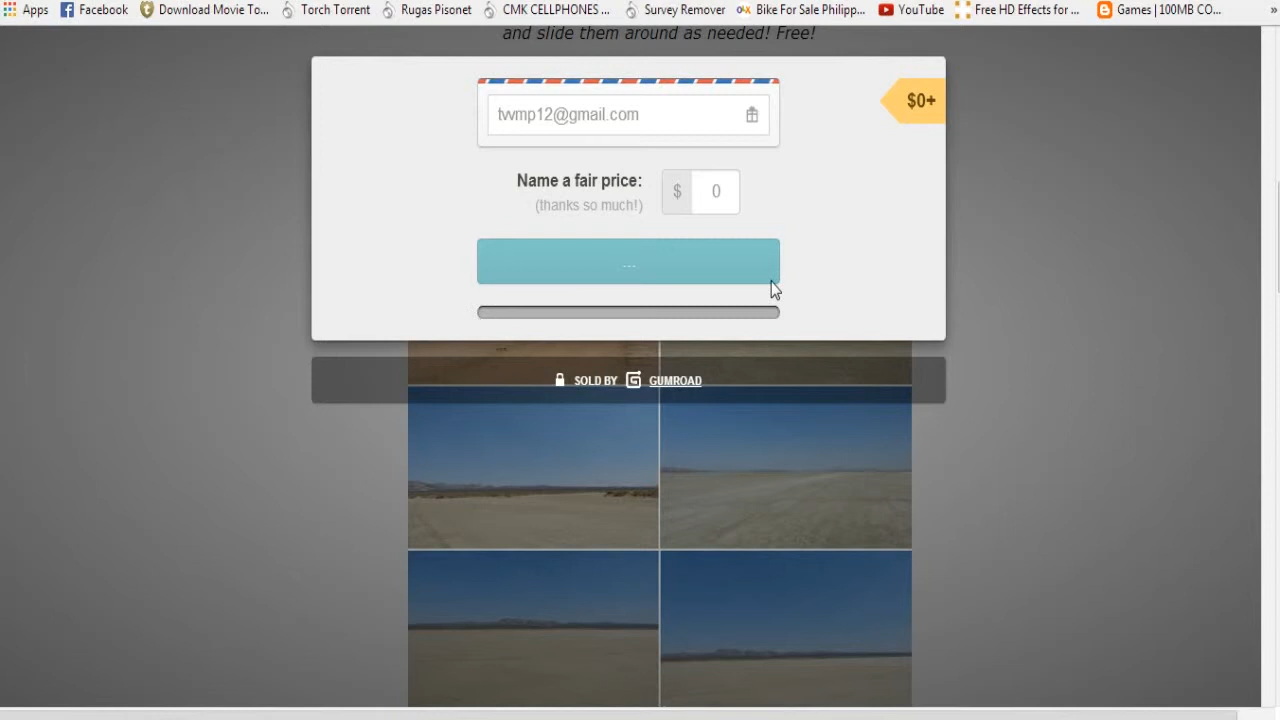 Apps Facebook Download Movie To... Torch Torrent Rugas Pisonet CMK CELLPHONES ... Survey Remover Bike For Sale Philipp... YouTube Free HD Effects for ... Games | 100MB CO... »
and slide them around as needed! Free!
$0+
tvvmp12@gmail.com
Name a fair price:
$ 0
(thanks so much!)
...
SOLD BY GUMROAD